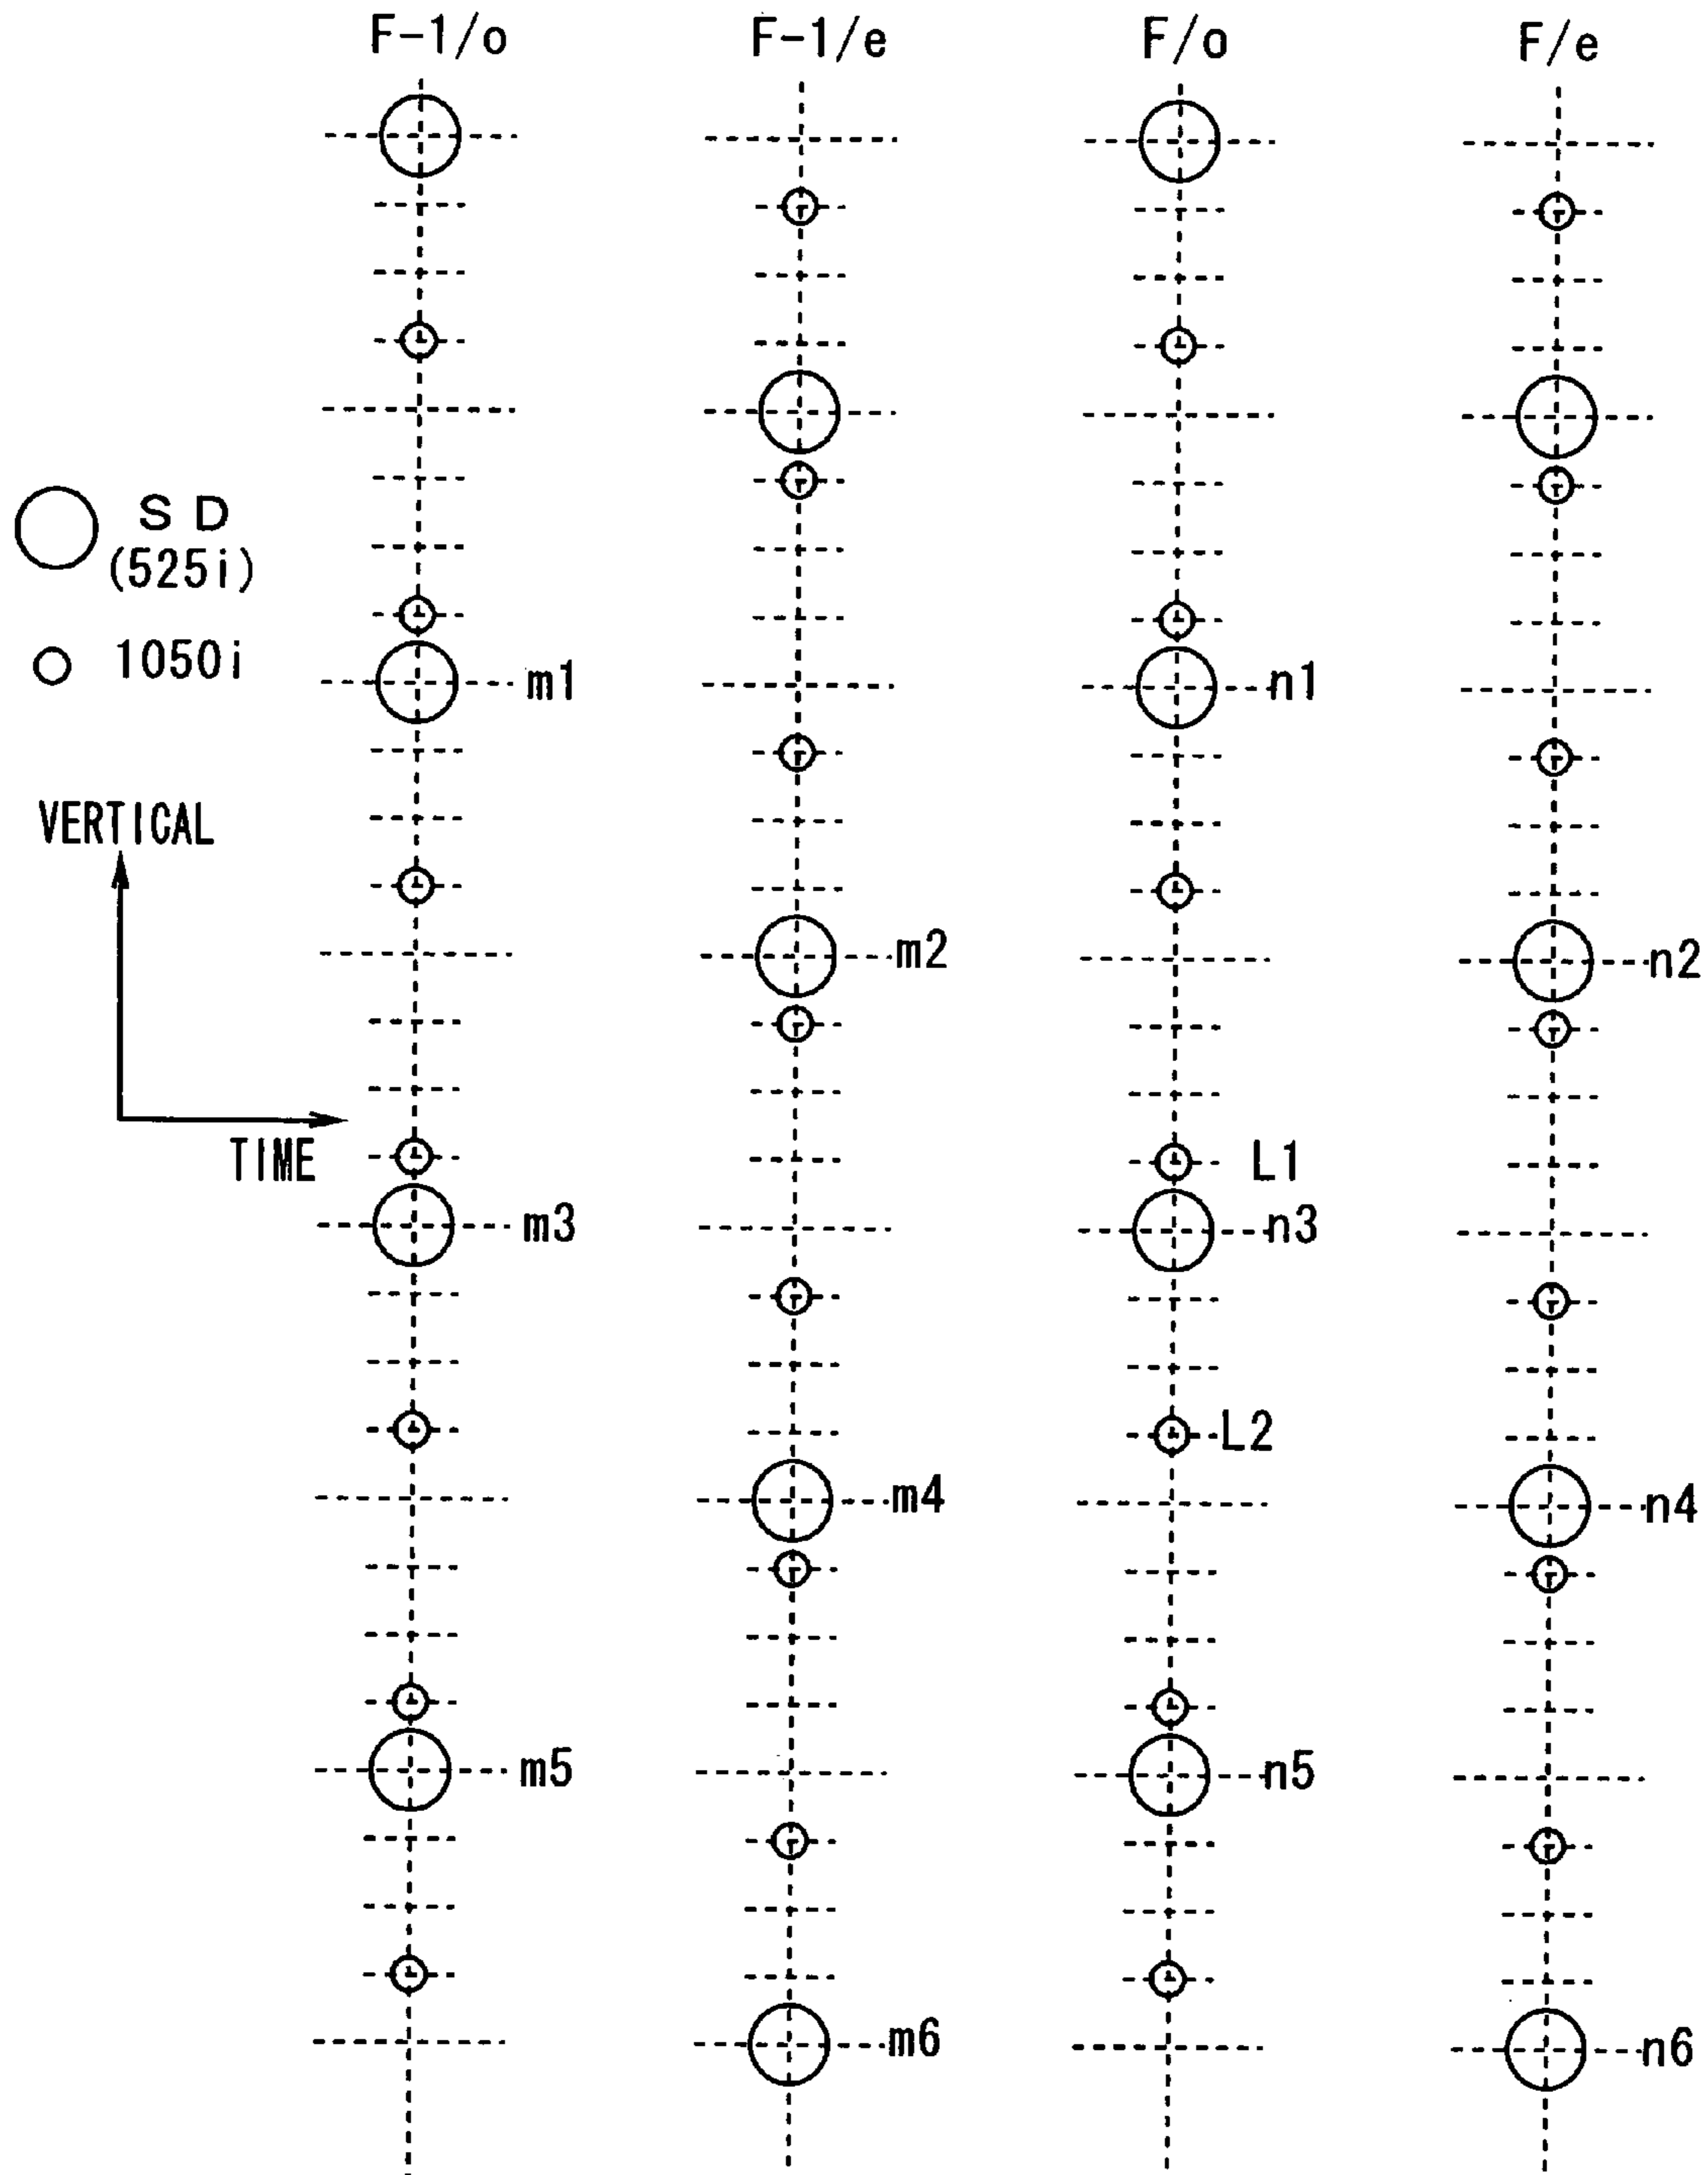 F-1/o F-1/e F/o F/e
S D
(525i)
1050i
m1 n1
VERTICAL
m2 n2
TIME
L1
m3 n3
L2
m4 n4
m5 n5
m6 n6